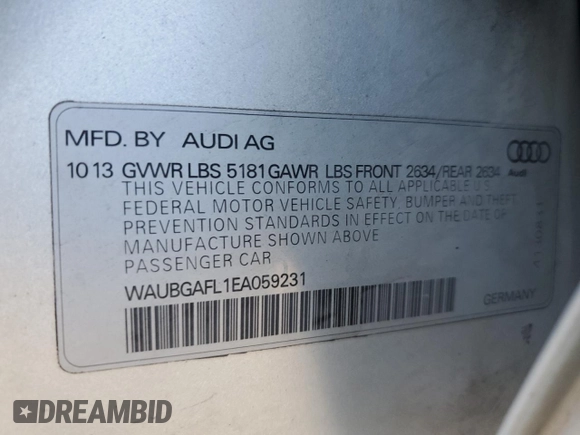 MFD. BY AUDI AG
10 13 GVWR LBS 5181 GAWR LBS FRONT 2634/REAR 2634
Audi
THIS VEHICLE CONFORMS TO ALL APPLICABLE U.S.
FEDERAL MOTOR VEHICLE SAFETY, BUMPER AND THEFT
PREVENTION STANDARDS IN EFFECT ON THE DATE OF
MANUFACTURE SHOWN ABOVE
PASSENGER CAR
WAUBGAFL1EA059231
GERMANY
DREAMBID